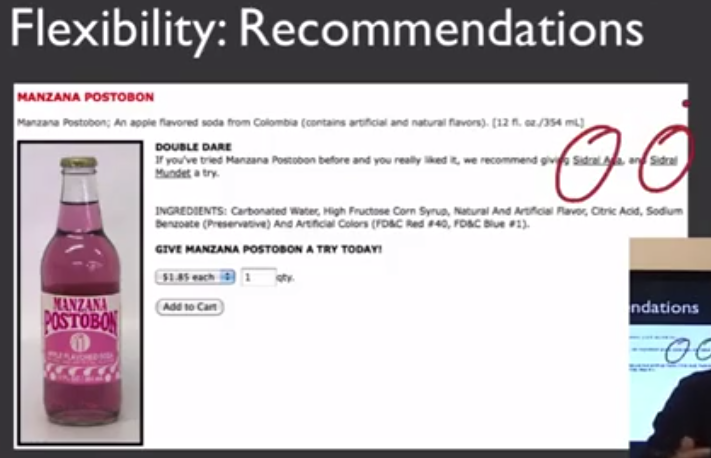 Flexibility: Recommendations
MANZANA POSTOBON
Manzana Postobon; An apple flavored soda from Colombia (contains artificial and natural flavors). [12 fl. oz./354 mL]
DOUBLE DARE
If you've tried Manzana Postobon before and you really liked it, we recommend giving Sidral and Sidral
Mundet a try.
INGREDIENTS: Carbonated Water, High Fructose Corn Syrup, Natural And Artificial Flavor, Citric Acid, Sodium
Benzoate (Preservative) And Artificial Colors (FD&C Red #40, FD&C Blue #1).
GIVE MANZANA POSTOBON A TRY TODAY!
$1.85 each 1 qty.
Add to Cart
MANZANA
POSTOBON
APPLE FLAVORED SODA
ndations